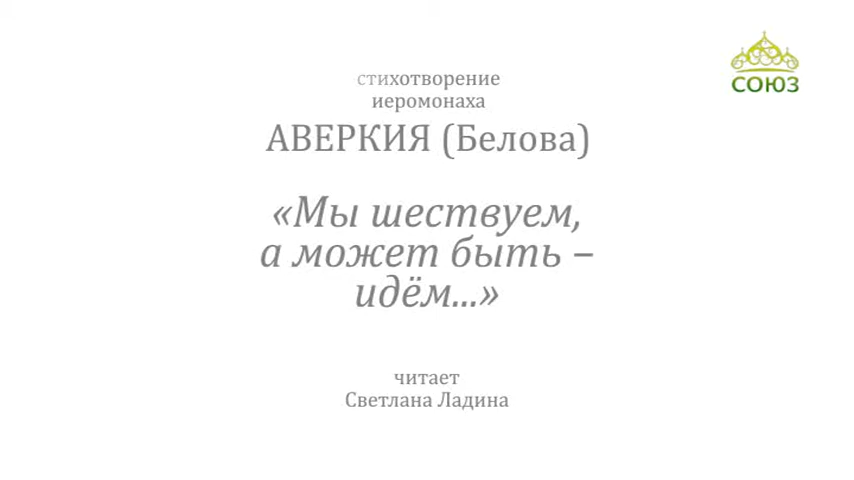 стихотворение
иеромонаха
АВЕРКИЯ (Белова)
«Мы шествуем,
а может быть –
идём...»
читает
Светлана Ладина
СОЮЗ